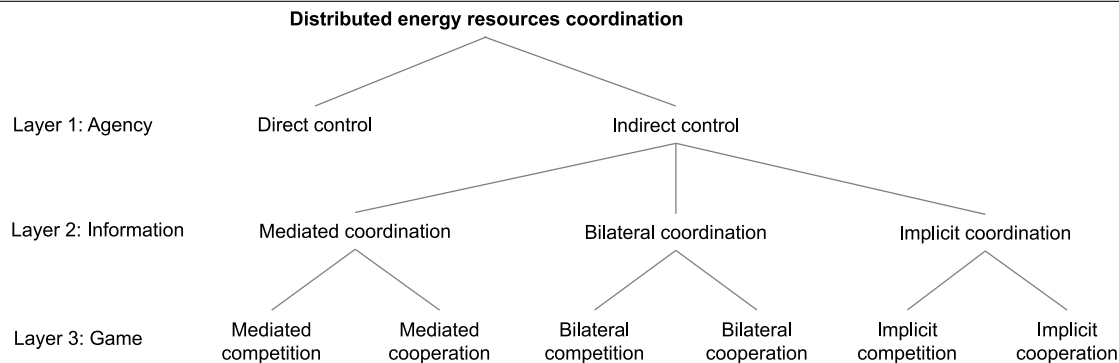 Distributed energy resources coordination
Layer 1: Agency
Direct control
Indirect control
Layer 2: Information
Mediated coordination
Bilateral coordination
Implicit coordination
Layer 3: Game
Mediated
competition
Mediated
cooperation
Bilateral
competition
Bilateral
cooperation
Implicit
competition
Implicit
cooperation